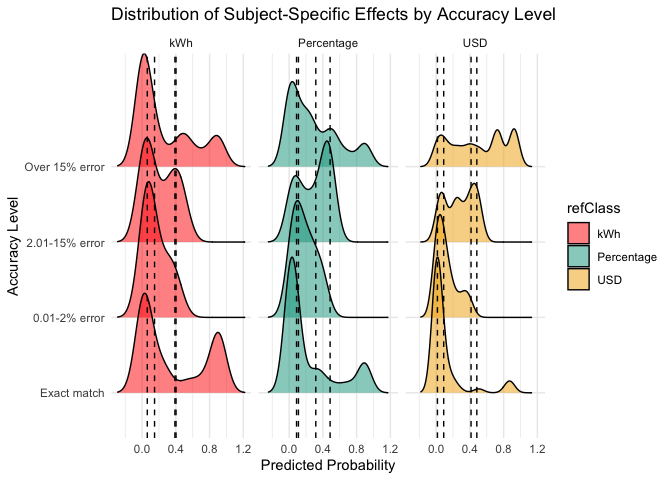 Distribution of Subject-Specific Effects by Accuracy Level
kWh Percentage USD
Over 15% error
2.01-15% error
0.01-2% error
Exact match
Accuracy Level
0.0 0.4 0.8 1.2 0.0 0.4 0.8 1.2 0.0 0.4 0.8 1.2
Predicted Probability
refClass
kWh
Percentage
USD